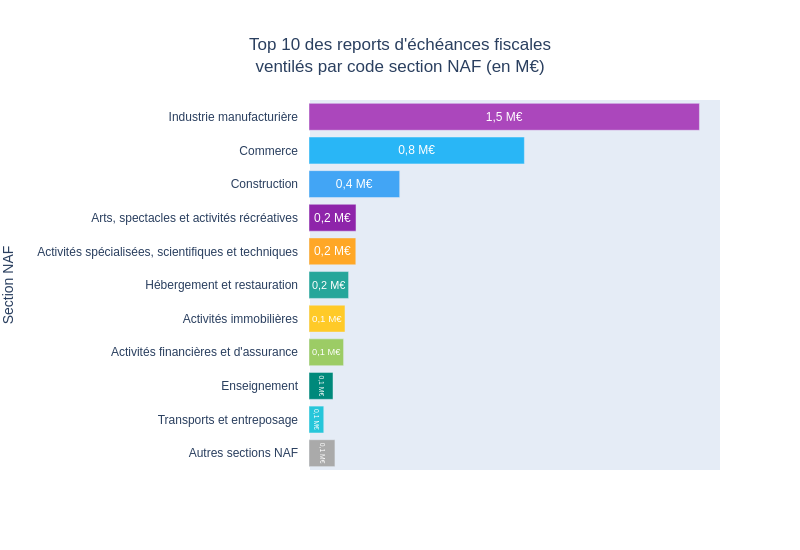 Top 10 des reports d'échéances fiscales
ventilés par code section NAF (en M€)
Section NAF
Industrie manufacturière 1,5 M€
Commerce 0,8 M€
Construction 0,4 M€
Arts, spectacles et activités récréatives 0,2 M€
Activités spécialisées, scientifiques et techniques 0,2 M€
Hébergement et restauration 0,2 M€
Activités immobilières 0,1 M€
Activités financières et d'assurance 0,1 M€
Enseignement 0,1 M€
Transports et entreposage 0,1 M€
Autres sections NAF 0,1 M€